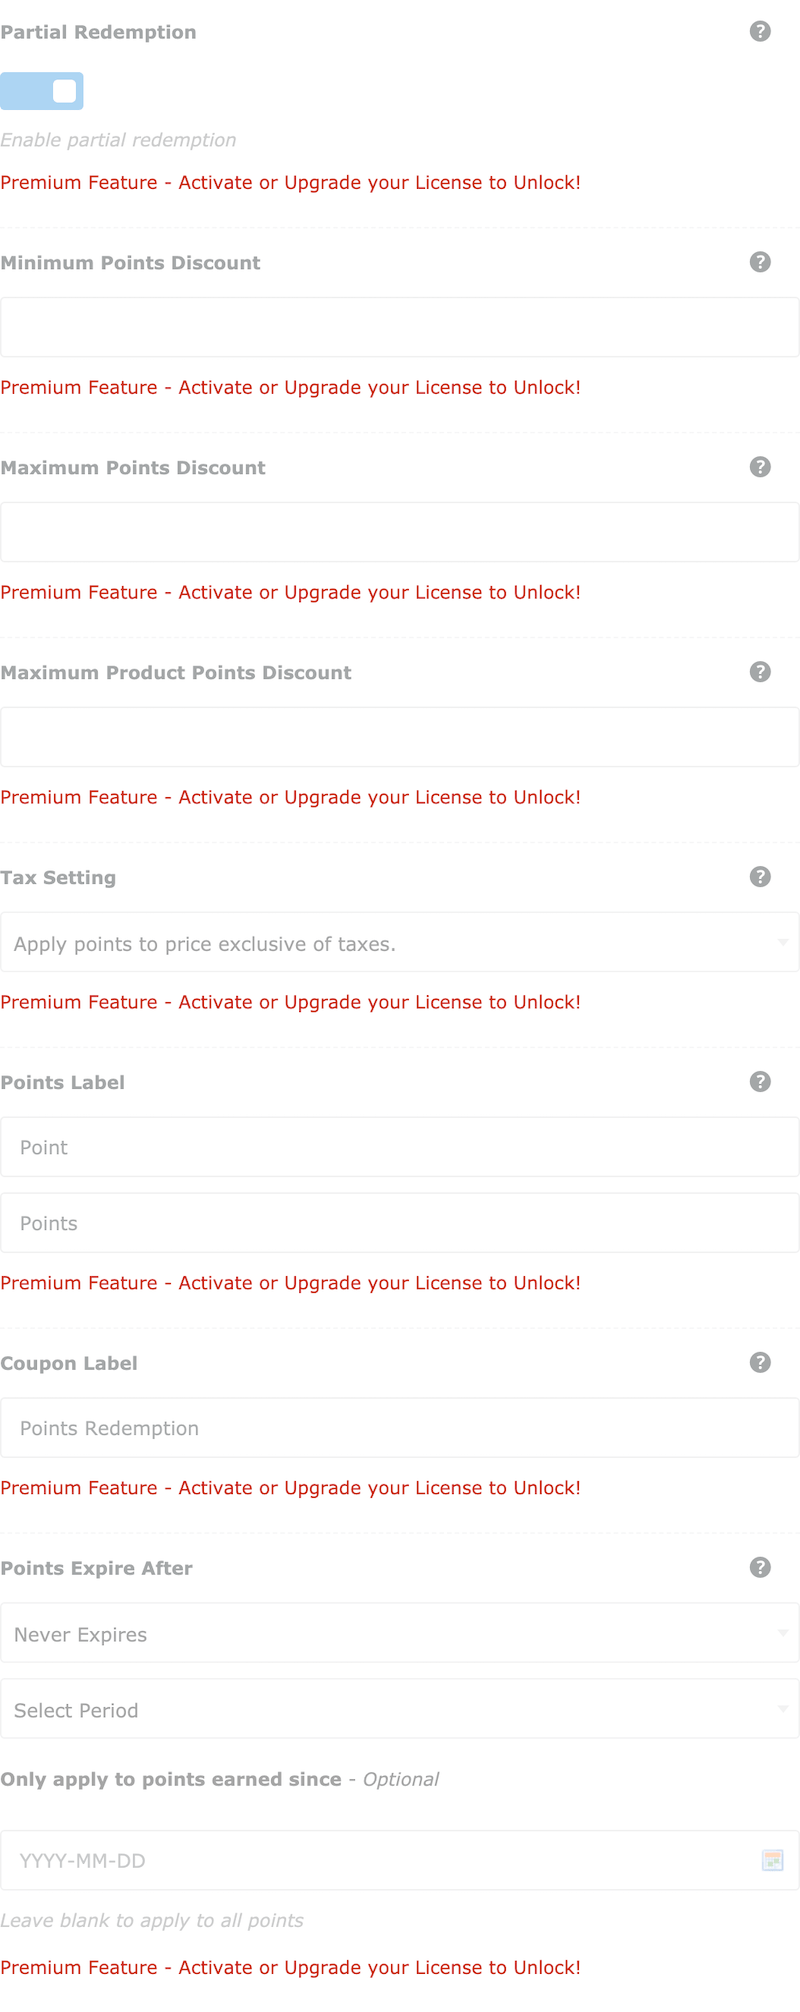 Partial Redemption
Enable partial redemption
Premium Feature - Activate or Upgrade your License to Unlock!
Minimum Points Discount
Premium Feature - Activate or Upgrade your License to Unlock!
Maximum Points Discount
Premium Feature - Activate or Upgrade your License to Unlock!
Maximum Product Points Discount
Premium Feature - Activate or Upgrade your License to Unlock!
Tax Setting
Apply points to price exclusive of taxes.
Premium Feature - Activate or Upgrade your License to Unlock!
Points Label
Point
Points
Premium Feature - Activate or Upgrade your License to Unlock!
Coupon Label
Points Redemption
Premium Feature - Activate or Upgrade your License to Unlock!
Points Expire After
Never Expires
Select Period
Only apply to points earned since - Optional
YYYY-MM-DD
Leave blank to apply to all points
Premium Feature - Activate or Upgrade your License to Unlock!